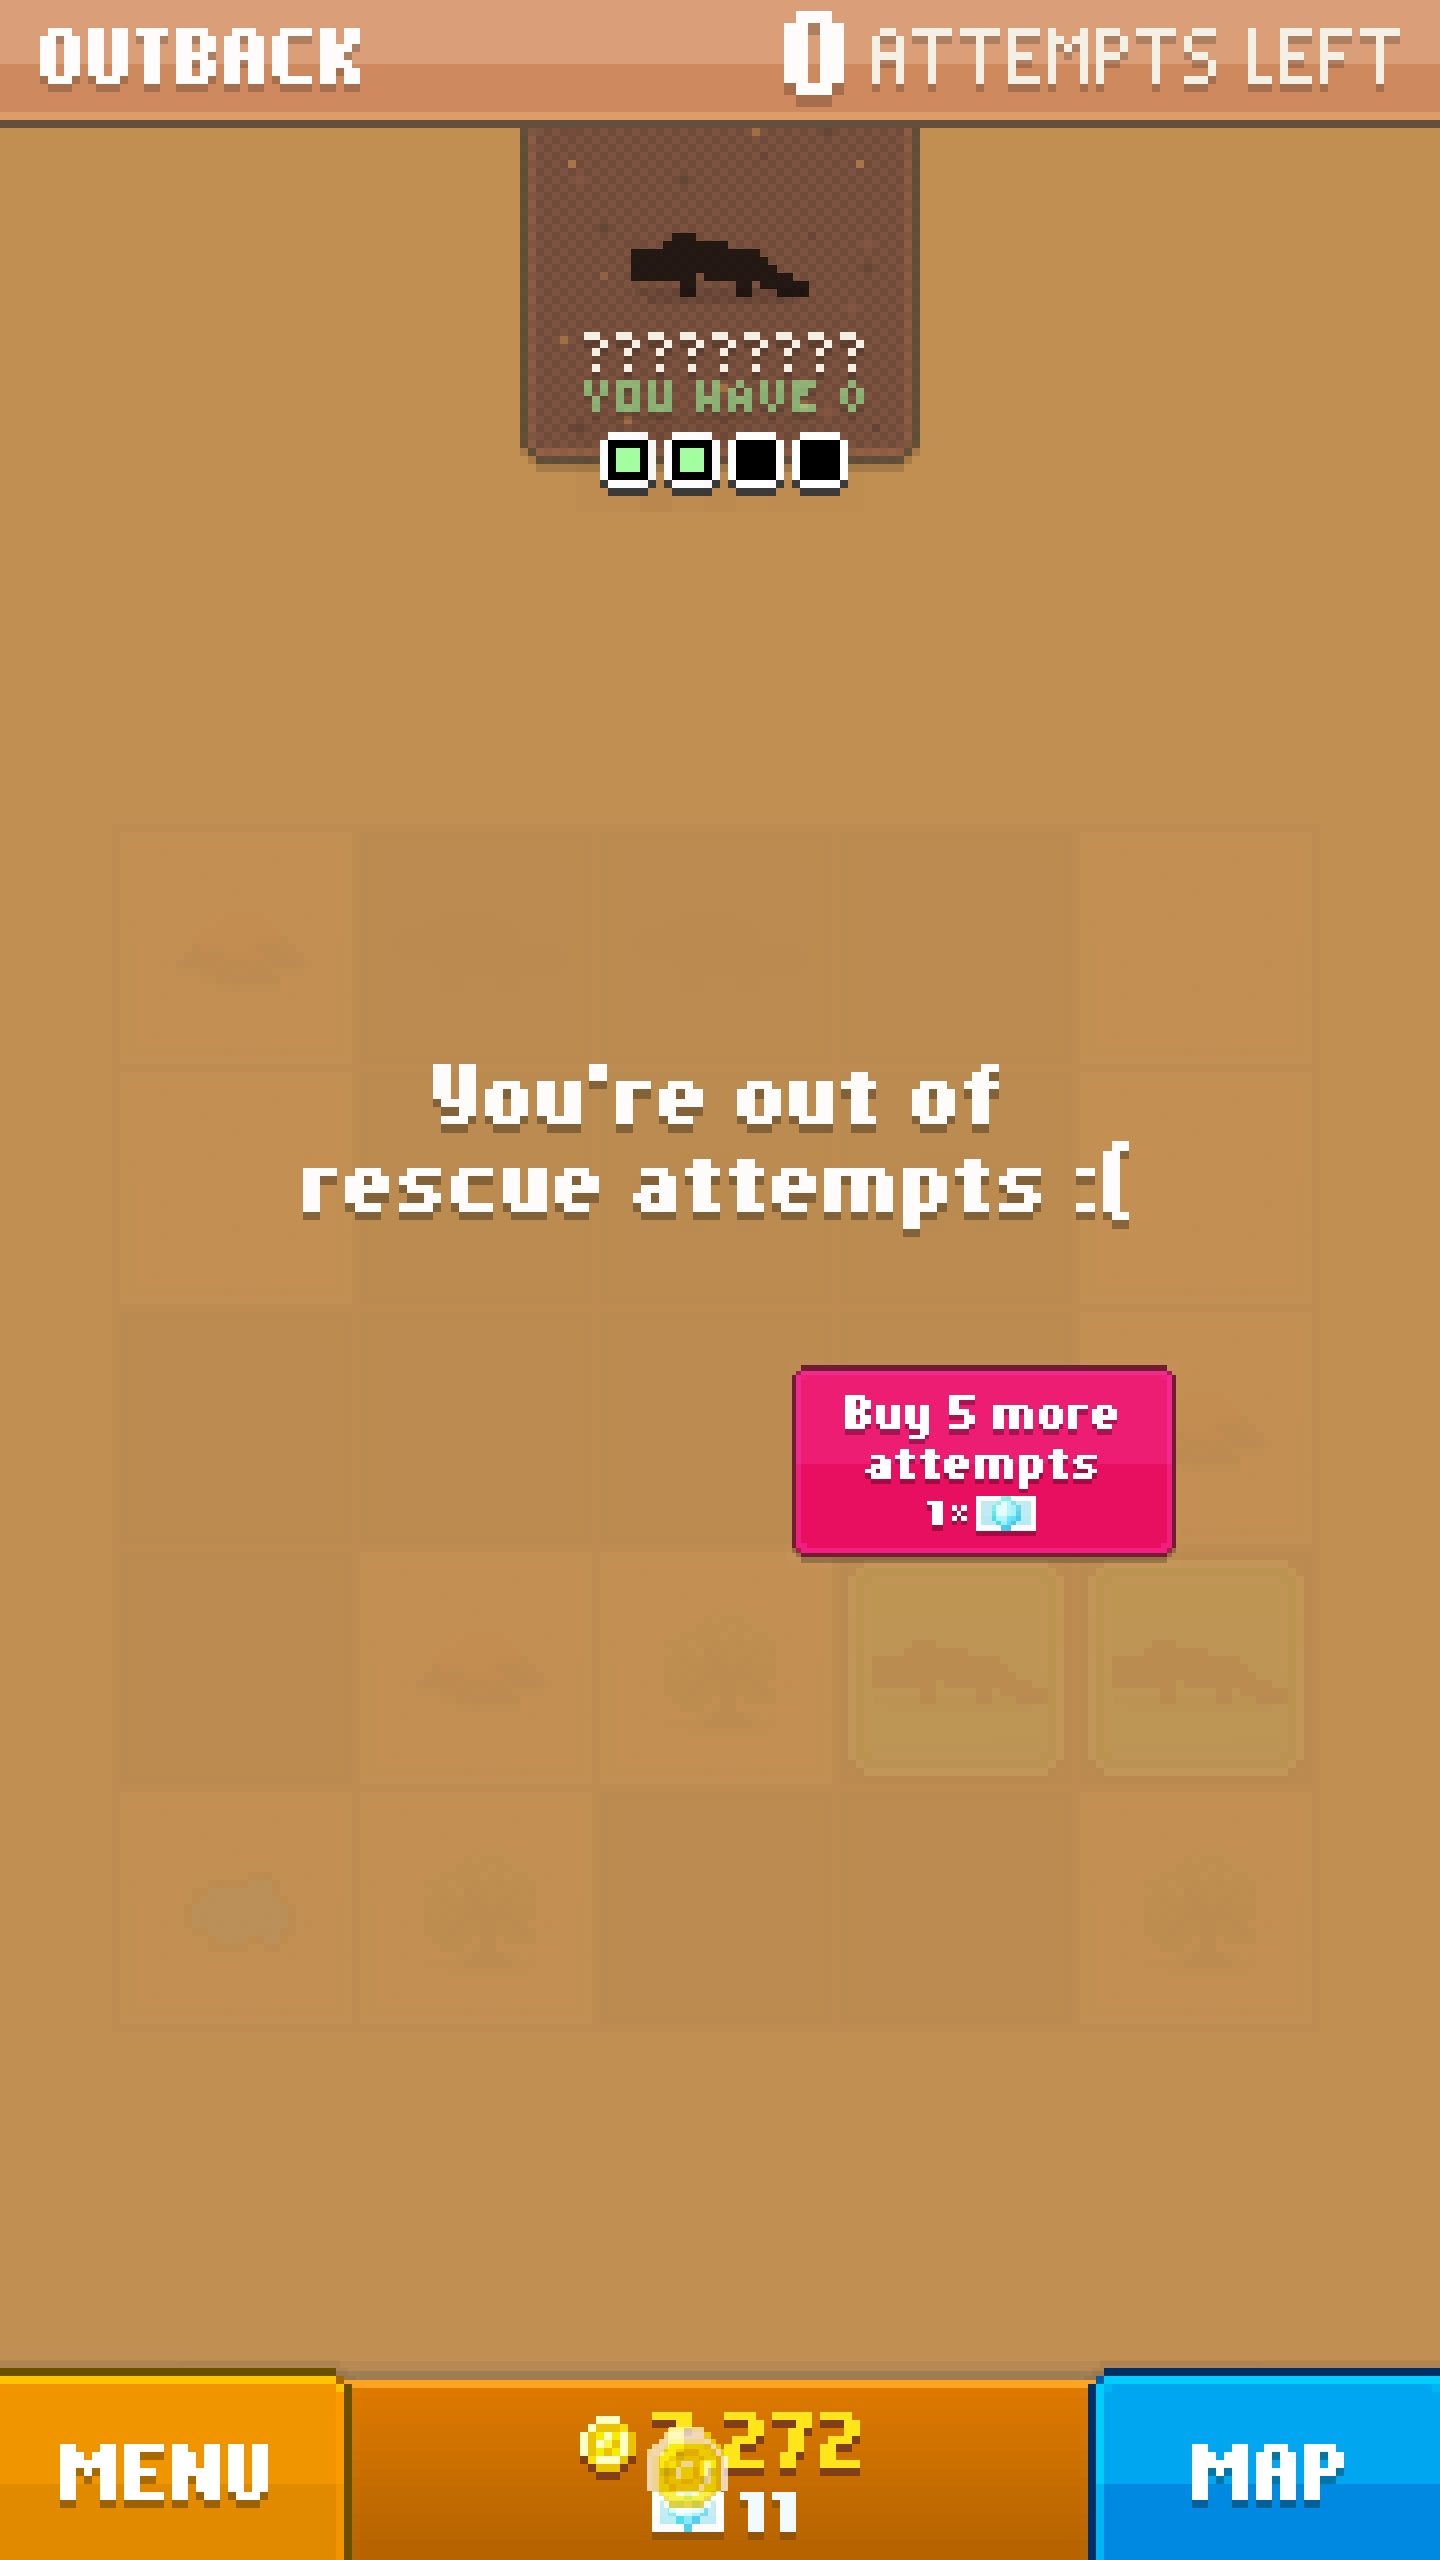 OUTBACK
0 ATTEMPTS LEFT
?????????
YOU HAVE 0
You're out of
rescue attempts :(
Buy 5 more
attempts
1×
272
11
MENU
MAP